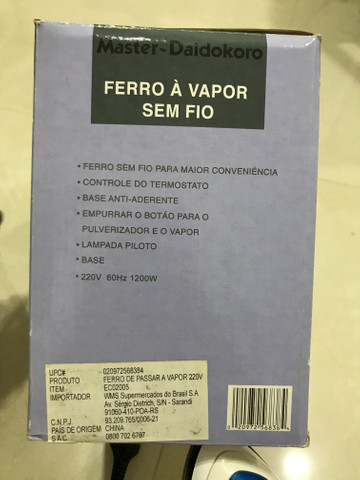 Master-Daidokoro
FERRO À VAPOR
SEM FIO
• FERRO SEM FIO PARA MAIOR CONVENIÊNCIA
• CONTROLE DO TERMOSTATO
• BASE ANTI-ADERENTE
• EMPURRAR O BOTÃO PARA O
PULVERIZADOR E O VAPOR
• LAMPADA PILOTO
• BASE
• 220V 60Hz 1200W
UPC# 020972568384
PRODUTO FERRO DE PASSAR A VAPOR 220V
ITEM EC02005
IMPORTADOR WMS Supermercados do Brasil S.A
Av. Sérgio Dietrich, S/N - Sarandi
91060-410-POA-RS
C.N.P.J 93.209.765/0006-21
PAÍS DE ORIGEM CHINA
S.A.C. 0800 702 6767